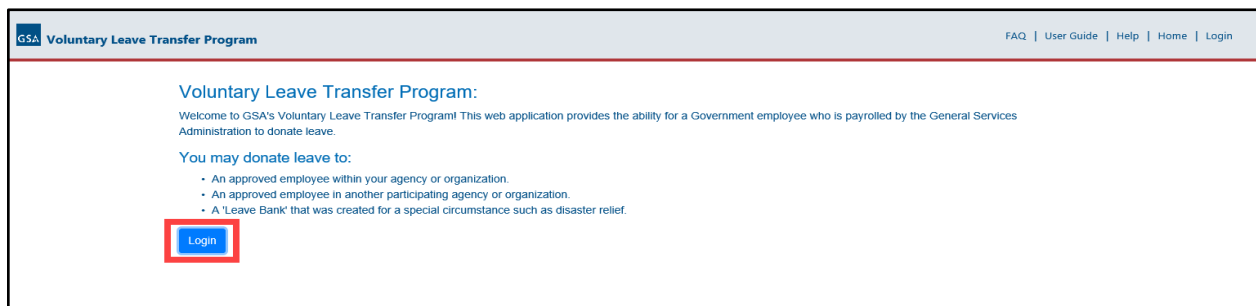 GSA Voluntary Leave Transfer Program FAQ | User Guide | Help | Home | Login
Voluntary Leave Transfer Program:
Welcome to GSA's Voluntary Leave Transfer Program! This web application provides the ability for a Government employee who is payrolled by the General Services
Administration to donate leave.
You may donate leave to:
• An approved employee within your agency or organization.
• An approved employee in another participating agency or organization.
• A 'Leave Bank' that was created for a special circumstance such as disaster relief.
Login